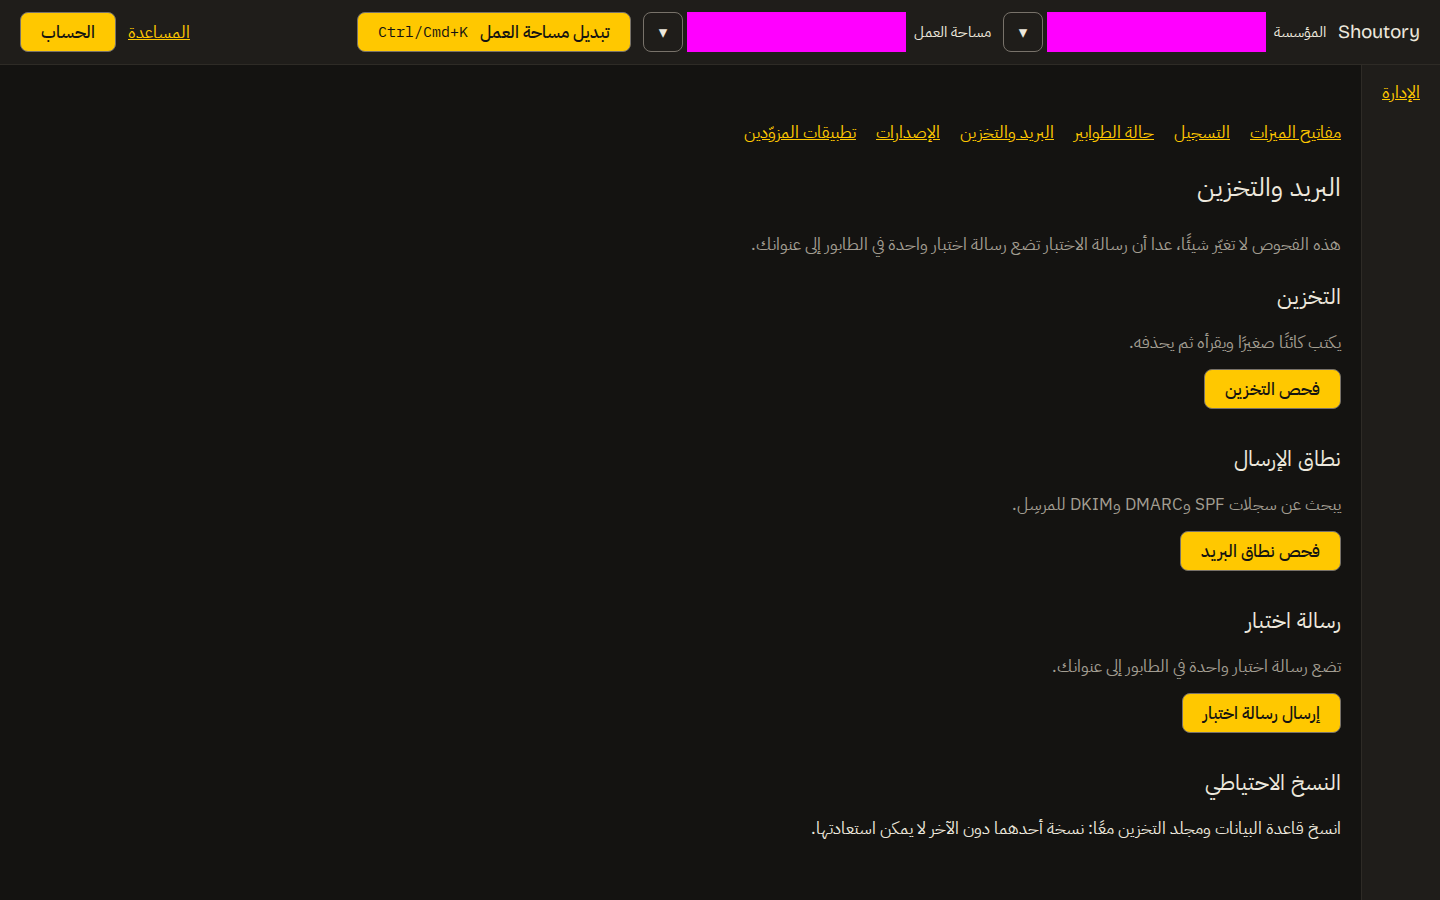 Shoutory المؤسسة ▼ مساحة العمل ▼ تبديل مساحة العمل Ctrl/Cmd+K المساعدة الحساب
الإدارة
مفاتيح الميزات التسجيل حالة الطوابير البريد والتخزين الإصدارات تطبيقات المزوّدين
البريد والتخزين
هذه الفحوص لا تغيّر شيئًا، عدا أن رسالة الاختبار تضع رسالة اختبار واحدة في الطابور إلى عنوانك.
التخزين
يكتب كائنًا صغيرًا ويقرأه ثم يحذفه.
فحص التخزين
نطاق الإرسال
يبحث عن سجلات SPF وDMARC وDKIM للمرسِل.
فحص نطاق البريد
رسالة اختبار
تضع رسالة اختبار واحدة في الطابور إلى عنوانك.
إرسال رسالة اختبار
النسخ الاحتياطي
انسخ قاعدة البيانات ومجلد التخزين معًا: نسخة أحدهما دون الآخر لا يمكن استعادتها.